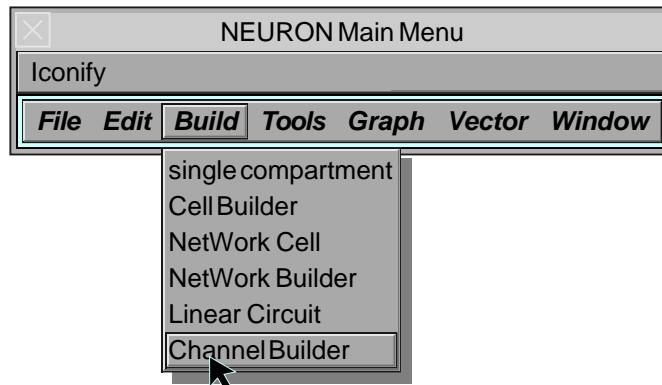 NEURON Main Menu
Iconify
File Edit Build Tools Graph Vector Window
single compartment
Cell Builder
NetWork Cell
NetWork Builder
Linear Circuit
Channel Builder